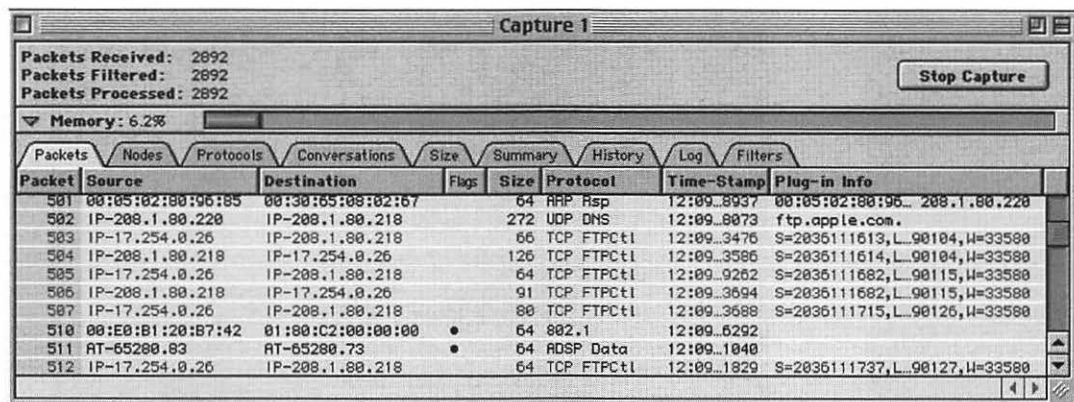 Capture 1
Packets Received: 2892
Packets Filtered: 2892
Packets Processed: 2892
Stop Capture
Memory: 6.2%
Packets Nodes Protocols Conversations Size Summary History Log Filters
Packet Source Destination Flags Size Protocol Time-Stamp Plug-in Info
501 00:05:02:80:96:85 00:30:65:08:02:67 64 ARP Rsp 12:09…8937 00:05:02:80:96… 208.1.80.220
502 IP-208.1.80.220 IP-208.1.80.218 272 UDP DNS 12:09…8073 ftp.apple.com.
503 IP-17.254.0.26 IP-208.1.80.218 66 TCP FTPCtl 12:09…3476 S=2036111613,L…90104,W=33580
504 IP-208.1.80.218 IP-17.254.0.26 126 TCP FTPCtl 12:09…3586 S=2036111614,L…90104,W=33580
505 IP-17.254.0.26 IP-208.1.80.218 64 TCP FTPCtl 12:09…9262 S=2036111682,L…90115,W=33580
506 IP-208.1.80.218 IP-17.254.0.26 91 TCP FTPCtl 12:09…3694 S=2036111682,L…90115,W=33580
507 IP-17.254.0.26 IP-208.1.80.218 80 TCP FTPCtl 12:09…3688 S=2036111715,L…90126,W=33580
510 00:E0:B1:20:B7:42 01:80:C2:00:00:00 • 64 802.1 12:09…6292
511 AT-65280.83 AT-65280.73 • 64 ADSP Data 12:09…1040
512 IP-17.254.0.26 IP-208.1.80.218 64 TCP FTPCtl 12:09…1829 S=2036111737,L…90127,W=33580